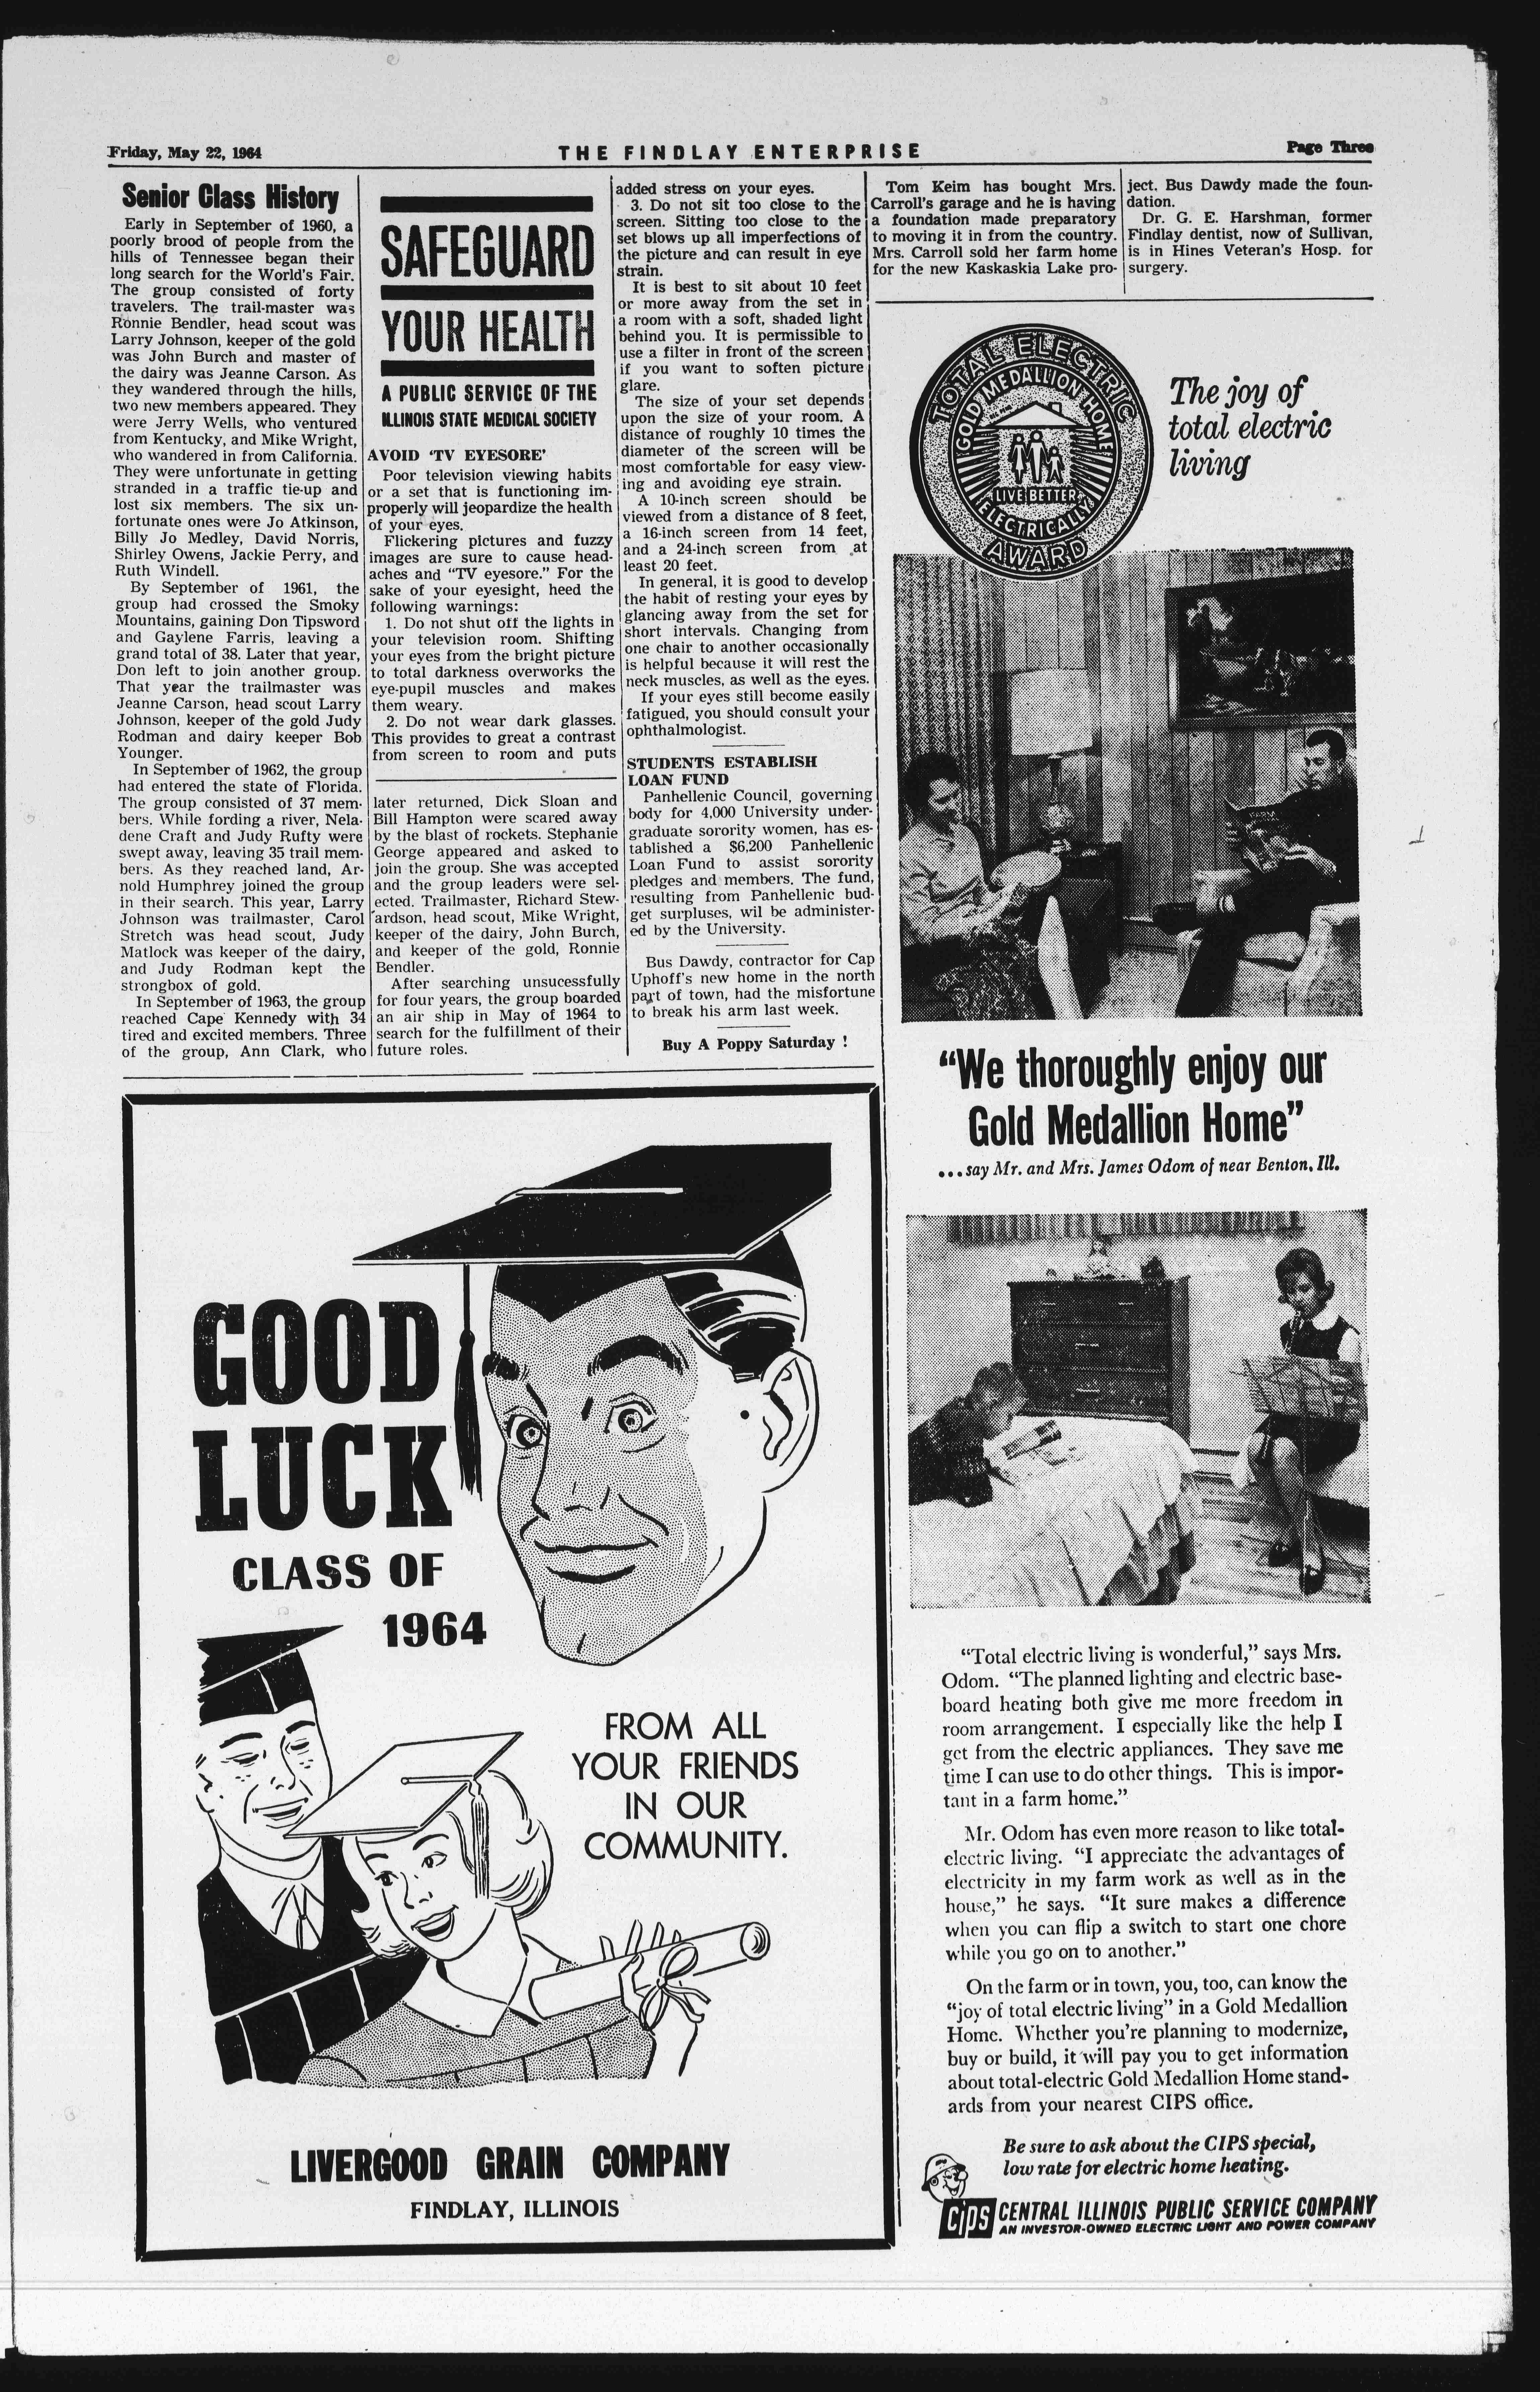 Friday, May 22, 1964
THE FINDLAY ENTERPRISE
Page Three
Senior Class History
Early in September of 1960, a
poorly brood of people from the
hills of Tennessee began their
long search for the World's Fair.
The group consisted of forty
travelers. The trail-master was
Ronnie Bendler, head scout was
Larry Johnson, keeper of the gold
was John Burch and master of
the dairy was Jeanne Carson. As
they wandered through the hills,
two new members appeared. They
were Jerry Wells, who ventured
from Kentucky, and Mike Wright,
who wandered in from California.
They were unfortunate in getting
stranded in a traffic tie-up and
lost six members. The six un-
fortunate ones were Jo Atkinson,
Billy Jo Medley, David Norris,
Shirley Owens, Jackie Perry, and
Ruth Windell.
By September of 1961, the
group had crossed the Smoky
Mountains, gaining Don Tipsword
and Gaylene Farris, leaving a
grand total of 38. Later that year,
Don left to join another group.
That year the trailmaster was
Jeanne Carson, head scout Larry
Johnson, keeper of the gold Judy
Rodman and dairy keeper Bob
Younger.
In September of 1962, the group
had entered the state of Florida.
The group consisted of 37 mem-
bers. While fording a river, Nela-
dene Craft and Judy Rufty were
swept away, leaving 35 trail mem-
bers. As they reached land, Ar-
nold Humphrey joined the group
in their search. This year, Larry
Johnson was trailmaster, Carol
Stretch was head scout, Judy
Matlock was keeper of the dairy,
and Judy Rodman kept the
strongbox of gold.
In September of 1963, the group
reached Cape Kennedy with 34
tired and excited members. Three
of the group, Ann Clark, who
later returned, Dick Sloan and
Bill Hampton were scared away
by the blast of rockets. Stephanie
George appeared and asked to
join the group. She was accepted
and the group leaders were sel-
ected. Trailmaster, Richard Stew-
ardson, head scout, Mike Wright,
keeper of the dairy, John Burch,
and keeper of the gold, Ronnie
Bendler.
After searching unsucessfully
for four years, the group boarded
an air ship in May of 1964 to
search for the fulfillment of their
future roles.
SAFEGUARD
YOUR HEALTH
A PUBLIC SERVICE OF THE
ILLINOIS STATE MEDICAL SOCIETY
AVOID 'TV EYESORE'
Poor television viewing habits
or a set that is functioning im-
properly will jeopardize the health
of your eyes.
Flickering pictures and fuzzy
images are sure to cause head-
aches and "TV eyesore." For the
sake of your eyesight, heed the
following warnings:
1. Do not shut off the lights in
your television room. Shifting
your eyes from the bright picture
to total darkness overworks the
eye-pupil muscles and makes
them weary.
2. Do not wear dark glasses.
This provides to great a contrast
from screen to room and puts
added stress on your eyes.
3. Do not sit too close to the
screen. Sitting too close to the
set blows up all imperfections of
the picture and can result in eye
strain.
It is best to sit about 10 feet
or more away from the set in
a room with a soft, shaded light
behind you. It is permissible to
use a filter in front of the screen
if you want to soften picture
glare.
The size of your set depends
upon the size of your room. A
distance of roughly 10 times the
diameter of the screen will be
most comfortable for easy view-
ing and avoiding eye strain.
A 10-inch screen should be
viewed from a distance of 8 feet,
a 16-inch screen from 14 feet,
and a 24-inch screen from at
least 20 feet.
In general, it is good to develop
the habit of resting your eyes by
glancing away from the set for
short intervals. Changing from
one chair to another occasionally
is helpful because it will rest the
neck muscles, as well as the eyes.
If your eyes still become easily
fatigued, you should consult your
ophthalmologist.
STUDENTS ESTABLISH
LOAN FUND
Panhellenic Council, governing
body for 4,000 University under-
graduate sorority women, has es-
tablished a $6,200 Panhellenic
Loan Fund to assist sorority
pledges and members. The fund,
resulting from Panhellenic bud-
get surpluses, wil be administer-
ed by the University.
Bus Dawdy, contractor for Cap
Uphoff's new home in the north
part of town, had the misfortune
to break his arm last week.
Buy A Poppy Saturday !
Tom Keim has bought Mrs.
Carroll's garage and he is having
a foundation made preparatory
to moving it in from the country.
Mrs. Carroll sold her farm home
for the new Kaskaskia Lake pro-
ject. Bus Dawdy made the foun-
dation.
Dr. G. E. Harshman, former
Findlay dentist, now of Sullivan,
is in Hines Veteran's Hosp. for
surgery.
TOTAL ELECTRIC
GOLD MEDALLION HOME
LIVE BETTER
ELECTRICALLY
AWARD
The joy of
total electric
living
"We thoroughly enjoy our
Gold Medallion Home"
...say Mr. and Mrs. James Odom of near Benton, Ill.
"Total electric living is wonderful," says Mrs.
Odom. "The planned lighting and electric base-
board heating both give me more freedom in
room arrangement. I especially like the help I
get from the electric appliances. They save me
time I can use to do other things. This is impor-
tant in a farm home."
Mr. Odom has even more reason to like total-
electric living. "I appreciate the advantages of
electricity in my farm work as well as in the
house," he says. "It sure makes a difference
when you can flip a switch to start one chore
while you go on to another."
On the farm or in town, you, too, can know the
"joy of total electric living" in a Gold Medallion
Home. Whether you're planning to modernize,
buy or build, it will pay you to get information
about total-electric Gold Medallion Home stand-
ards from your nearest CIPS office.
Be sure to ask about the CIPS special,
low rate for electric home heating.
CIPS CENTRAL ILLINOIS PUBLIC SERVICE COMPANY
AN INVESTOR-OWNED ELECTRIC LIGHT AND POWER COMPANY
GOOD
LUCK
CLASS OF
1964
FROM ALL
YOUR FRIENDS
IN OUR
COMMUNITY.
LIVERGOOD GRAIN COMPANY
FINDLAY, ILLINOIS